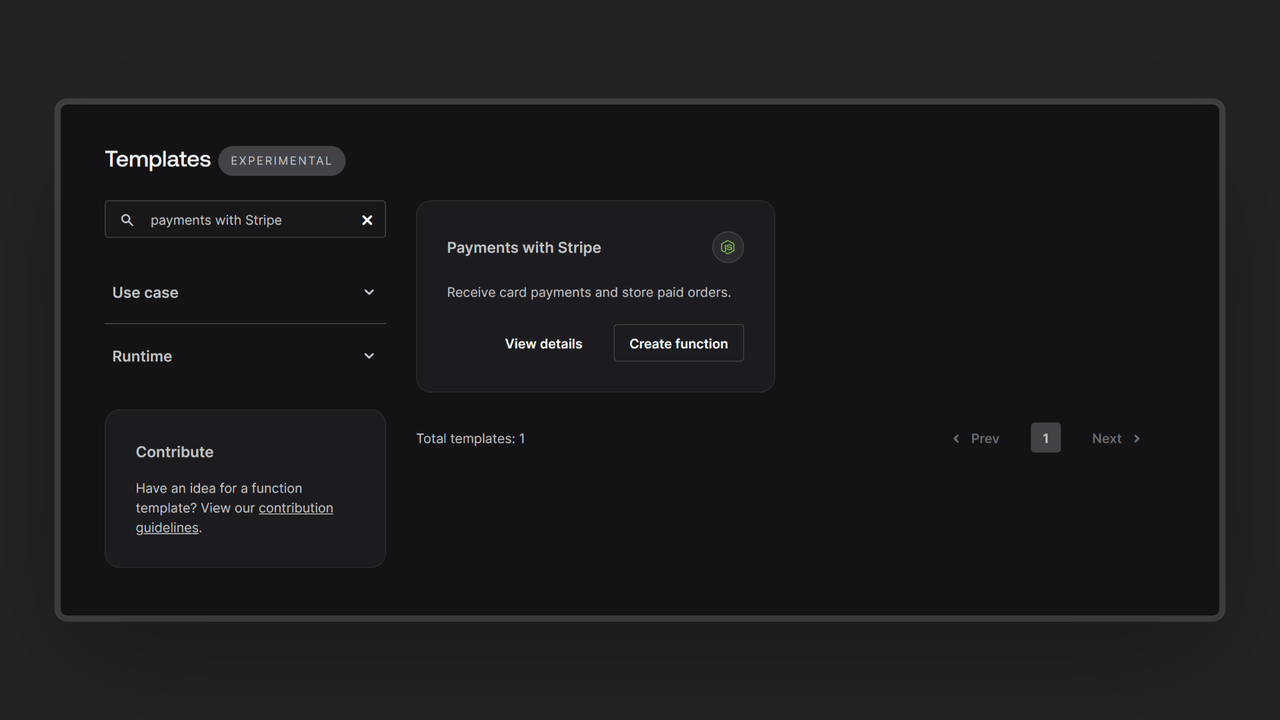 Templates EXPERIMENTAL
payments with Stripe
Use case
Runtime
Contribute
Have an idea for a function
template? View our contribution
guidelines.
Payments with Stripe
JS
Receive card payments and store paid orders.
View details
Create function
Total templates: 1
Prev 1 Next